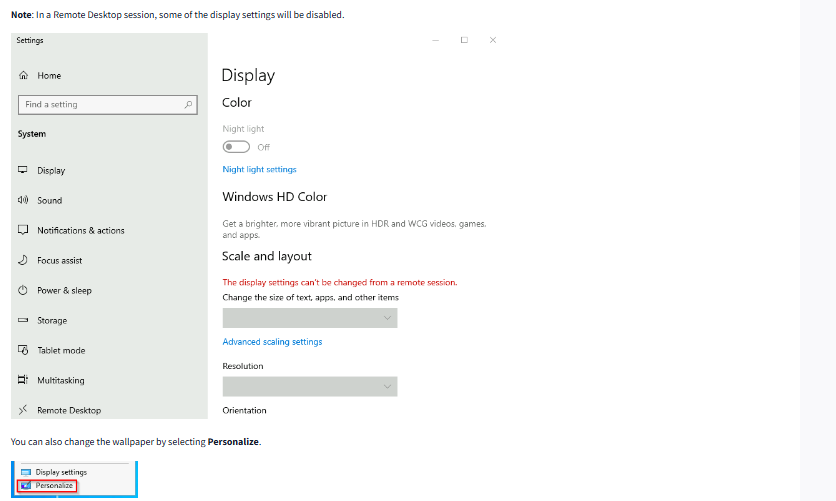 Note: In a Remote Desktop session, some of the display settings will be disabled.
Settings
Home
Find a setting
System
Display
Sound
Notifications & actions
Focus assist
Power & sleep
Storage
Tablet mode
Multitasking
Remote Desktop
Display
Color
Night light
Off
Night light settings
Windows HD Color
Get a brighter, more vibrant picture in HDR and WCG videos, games,
and apps.
Scale and layout
The display settings can't be changed from a remote session.
Change the size of text, apps, and other items
Advanced scaling settings
Resolution
Orientation
You can also change the wallpaper by selecting Personalize.
Display settings
Personalize